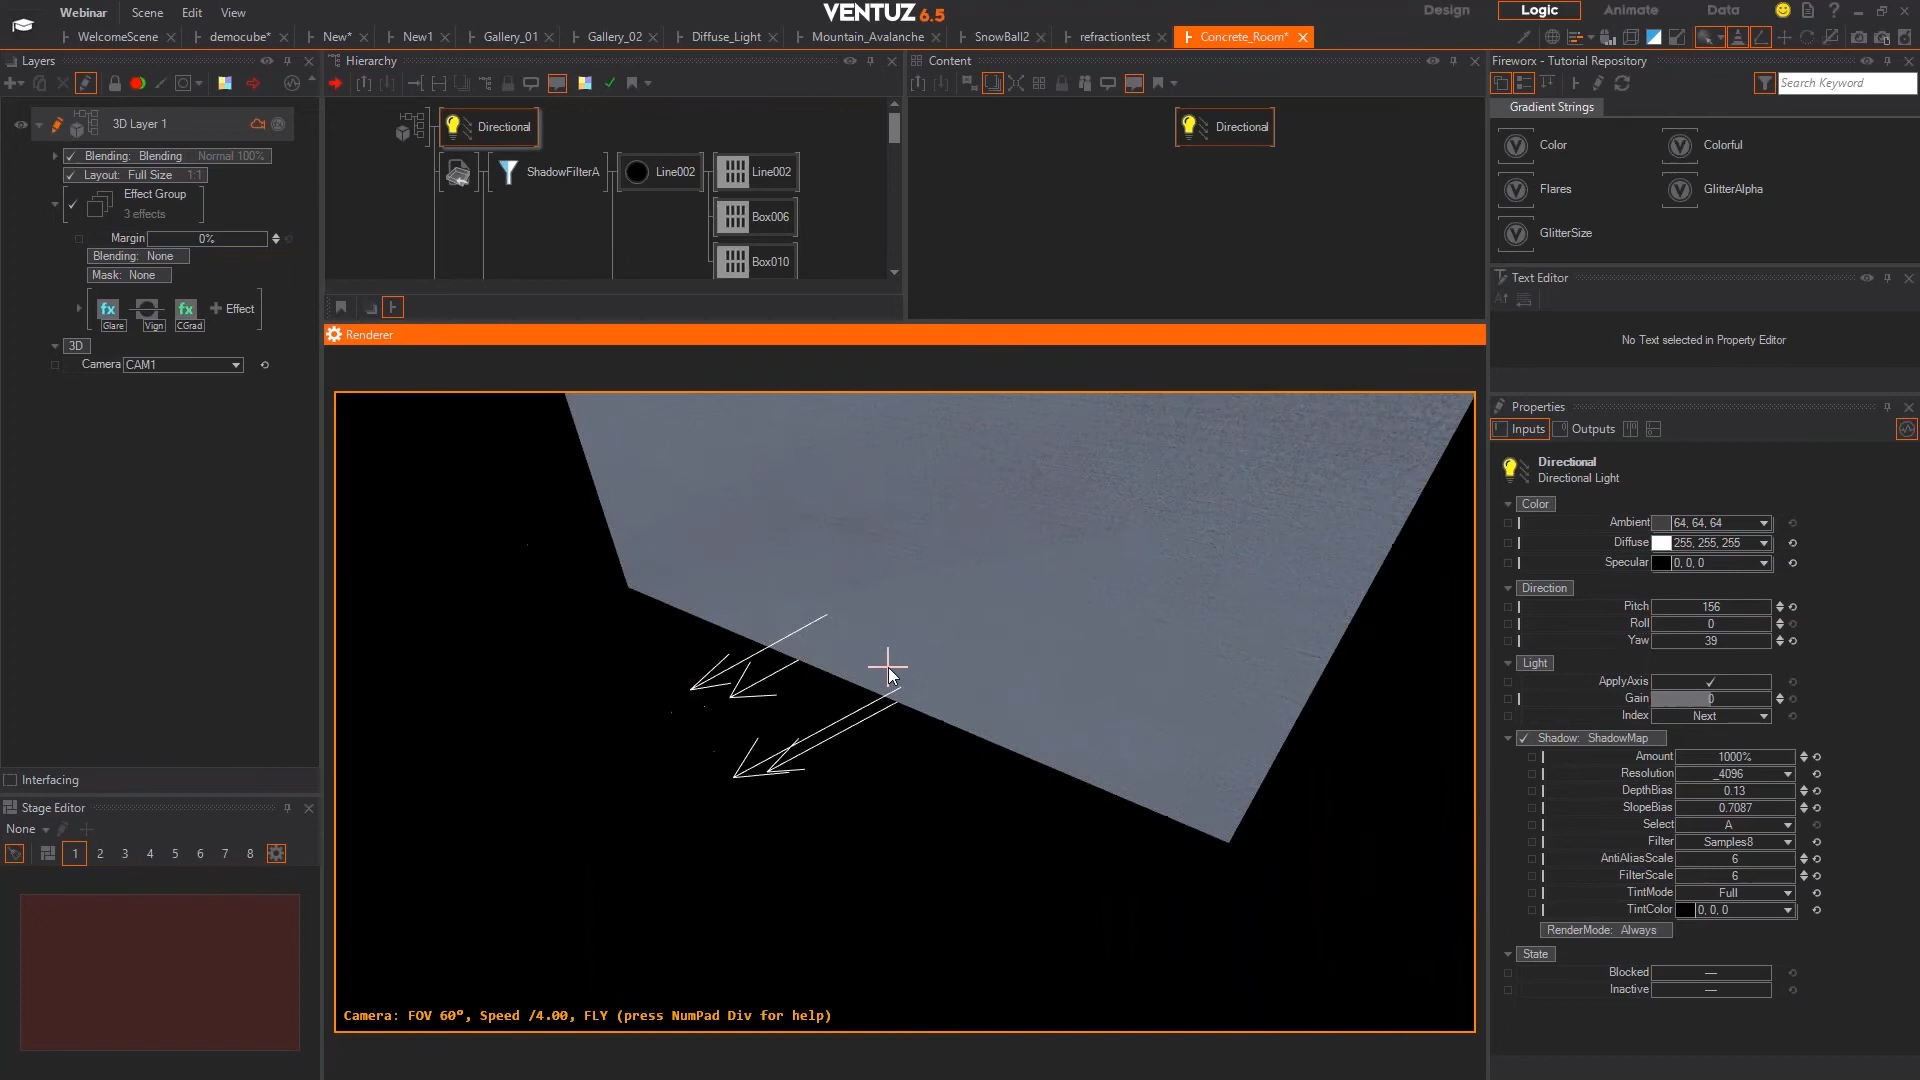 Webinar Scene Edit View
VENTUZ 6.5
Design Logic Animate Data
WelcomeScene democube* New* New1 Gallery_01 Gallery_02 Diffuse_Light Mountain_Avalanche SnowBall2 refractiontest Concrete_Room*
Layers
3D Layer 1
Blending: Blending Normal 100%
Layout: Full Size 1:1
Effect Group
3 effects
Margin 0%
Blending: None
Mask: None
fx fx Effect
Glare Vign CGrad
3D
Camera CAM1
Interfacing
Stage Editor
None
1 2 3 4 5 6 7 8
Hierarchy
Directional
ShadowFilterA Line002 Line002
Box006
Box010
Content
Directional
Renderer
Camera: FOV 60º, Speed /4.00, FLY (press NumPad Div for help)
Fireworx - Tutorial Repository
Search Keyword
Gradient Strings
Color Colorful
Flares GlitterAlpha
GlitterSize
Text Editor
No Text selected in Property Editor
Properties
Inputs Outputs
Directional
Directional Light
Color
Ambient 64, 64, 64
Diffuse 255, 255, 255
Specular 0, 0, 0
Direction
Pitch 156
Roll 0
Yaw 39
Light
ApplyAxis
Gain 0
Index Next
Shadow: ShadowMap
Amount 1000%
Resolution _4096
DepthBias 0.13
SlopeBias 0.7087
Select A
Filter Samples8
AntiAliasScale 6
FilterScale 6
TintMode Full
TintColor 0, 0, 0
RenderMode: Always
State
Blocked —
Inactive —